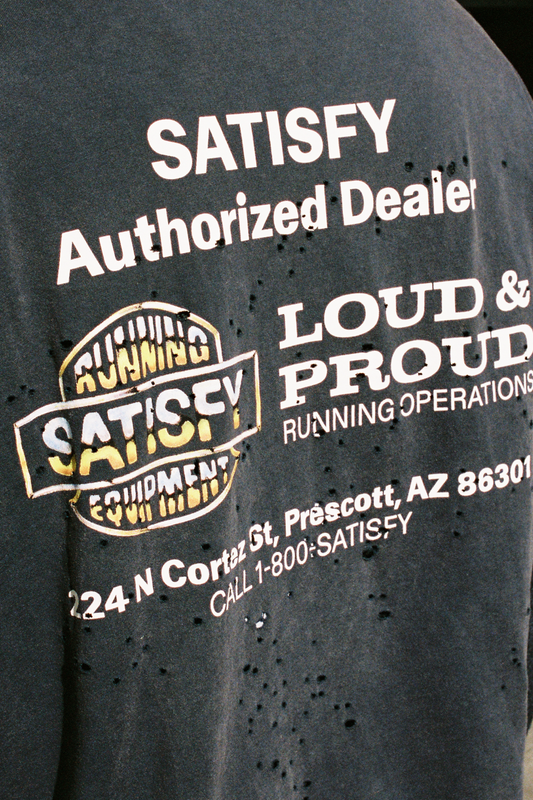 SATISFY
Authorized Dealer
RUNNING
SATISFY
EQUIPMENT
LOUD &
PROUD
RUNNING OPERATIONS
224 N Cortez St, Prescott, AZ 86301
CALL 1-800-SATISFY